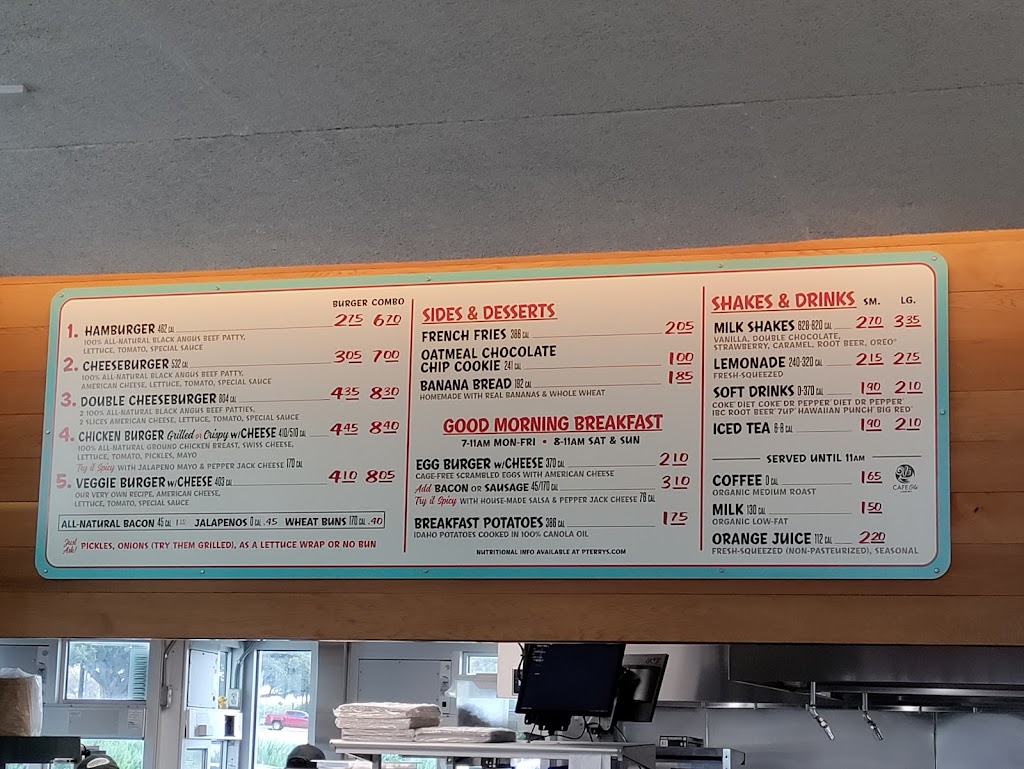 BURGER COMBO
1. HAMBURGER 462 CAL 2.75 6.70
100% ALL-NATURAL BLACK ANGUS BEEF PATTY,
LETTUCE, TOMATO, SPECIAL SAUCE
2. CHEESEBURGER 532 CAL 3.05 7.00
100% ALL-NATURAL BLACK ANGUS BEEF PATTY,
AMERICAN CHEESE, LETTUCE, TOMATO, SPECIAL SAUCE
3. DOUBLE CHEESEBURGER 804 CAL 4.35 8.30
2 100% ALL-NATURAL BLACK ANGUS BEEF PATTIES,
2 SLICES AMERICAN CHEESE, LETTUCE, TOMATO, SPECIAL SAUCE
4. CHICKEN BURGER Grilled or Crispy w/CHEESE 410/510 CAL 4.45 8.40
100% ALL-NATURAL GROUND CHICKEN BREAST, SWISS CHEESE,
LETTUCE, TOMATO, PICKLES, MAYO
Try it Spicy WITH JALAPENO MAYO & PEPPER JACK CHEESE 170 CAL
5. VEGGIE BURGER w/CHEESE 403 CAL 4.10 8.05
OUR VERY OWN RECIPE, AMERICAN CHEESE,
LETTUCE, TOMATO, SPECIAL SAUCE
ALL-NATURAL BACON 45 CAL JALAPENOS 0 CAL .45 WHEAT BUNS 170 CAL .40
Just Ask! PICKLES, ONIONS (TRY THEM GRILLED), AS A LETTUCE WRAP OR NO BUN
SIDES & DESSERTS
FRENCH FRIES 386 CAL 2.05
OATMEAL CHOCOLATE
CHIP COOKIE 241 CAL 1.00
BANANA BREAD 192 CAL 1.85
HOMEMADE WITH REAL BANANAS & WHOLE WHEAT
GOOD MORNING BREAKFAST
7-11AM MON-FRI • 8-11AM SAT & SUN
EGG BURGER w/CHEESE 370 CAL 2.10
CAGE-FREE SCRAMBLED EGGS WITH AMERICAN CHEESE
Add BACON OR SAUSAGE 45/170 CAL 3.10
Try it Spicy WITH HOUSE-MADE SALSA & PEPPER JACK CHEESE 76 CAL
BREAKFAST POTATOES 386 CAL 1.75
IDAHO POTATOES COOKED IN 100% CANOLA OIL
NUTRITIONAL INFO AVAILABLE AT PTERRYS.COM
SHAKES & DRINKS SM. LG.
MILK SHAKES 628-820 CAL 2.70 3.35
VANILLA, DOUBLE CHOCOLATE,
STRAWBERRY, CARAMEL, ROOT BEER, OREO®
LEMONADE 240-320 CAL 2.15 2.75
FRESH-SQUEEZED
SOFT DRINKS 0-370 CAL 1.90 2.10
COKE DIET COKE DR PEPPER DIET DR PEPPER
IBC ROOT BEER 7UP HAWAIIAN PUNCH BIG RED
ICED TEA 6-8 CAL 1.90 2.10
SERVED UNTIL 11AM
COFFEE 0 CAL 1.65
ORGANIC MEDIUM ROAST
CAFE
MILK 130 CAL 1.50
ORGANIC LOW-FAT
ORANGE JUICE 112 CAL 2.20
FRESH-SQUEEZED (NON-PASTEURIZED), SEASONAL